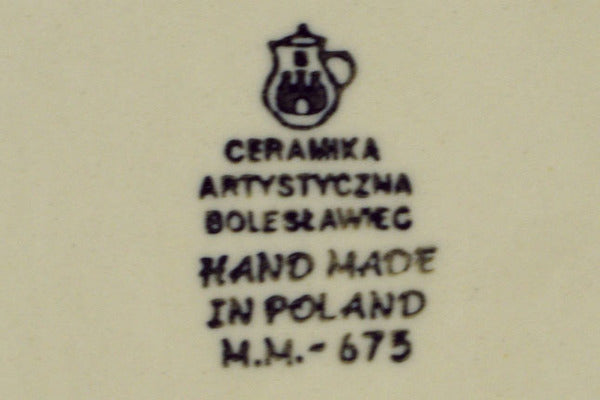 CERAMIKA
ARTYSTYCZNA
BOLESŁAWIEC
HAND MADE
IN POLAND
M.M.- 675